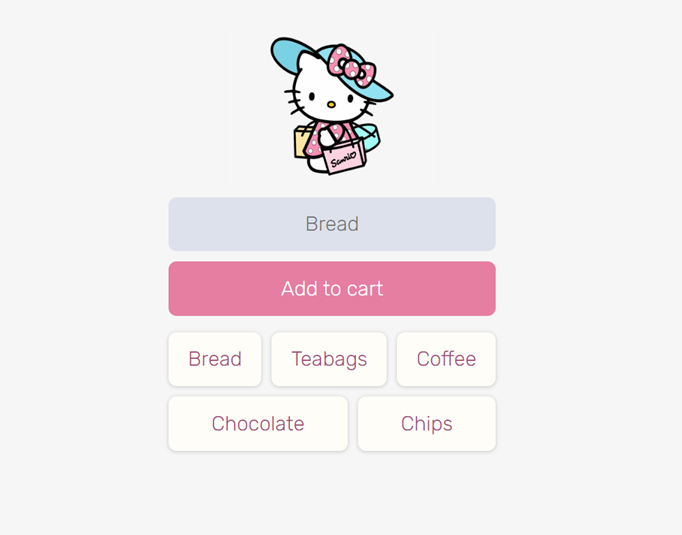 Sanrio
Bread
Add to cart
Bread Teabags Coffee
Chocolate Chips